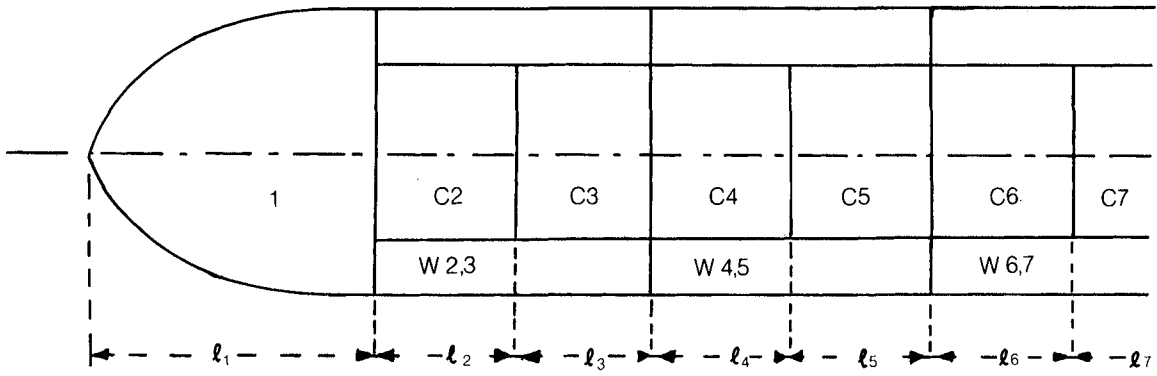 1 C2 C3 C4 C5 C6 C7
W 2,3 W 4,5 W 6,7
ℓ₁ ℓ₂ ℓ₃ ℓ₄ ℓ₅ ℓ₆ ℓ₇